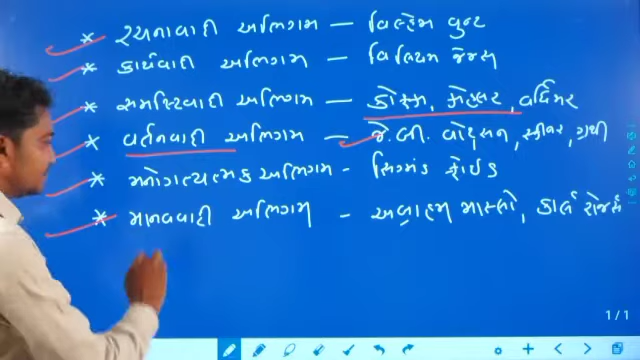 * રચનાવાદી અભિગમ — વિલ્હેમ વુન્ટ
* કાર્યવાદી અભિગમ — વિલિયમ જેમ્સ
* સમષ્ટિવાદી અભિગમ — કોફકા, કોહલર, વર્ધિમર
* વર્તનવાદી અભિગમ — જે.બી. વોટ્સન, સ્કીનર, ગથરી
* મનોગત્યાત્મક અભિગમ - સિગમંડ ફ્રોઈડ
* માનવવાદી અભિગમ - અબ્રાહમ માસ્લો, કાર્લ રોજર્સ
1/1